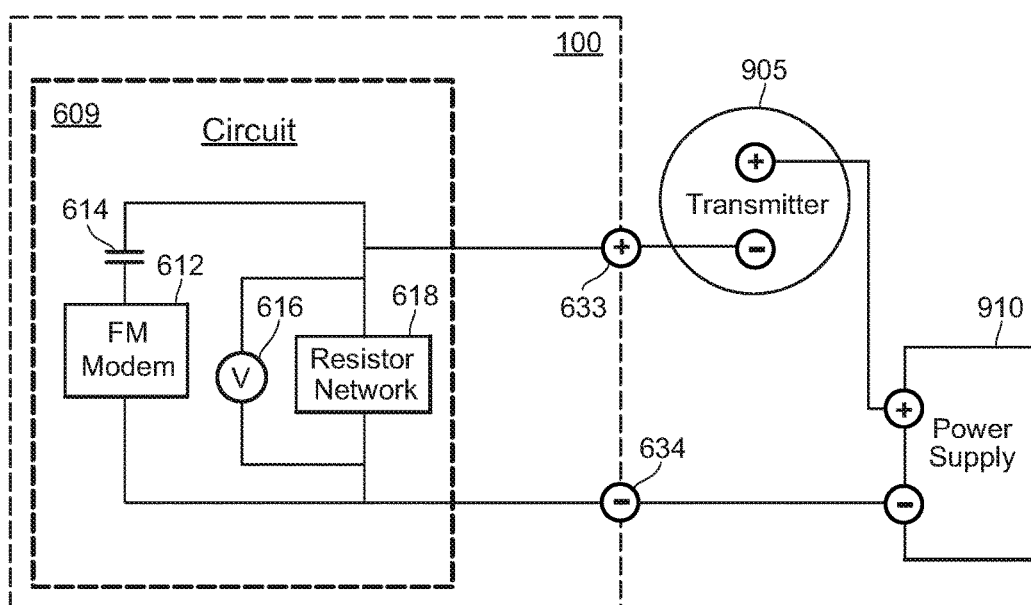 100
609
Circuit
905
+
Transmitter
-
614
612
FM
Modem
616
V
618
Resistor
Network
+
633
910
+
Power
Supply
-
634
-